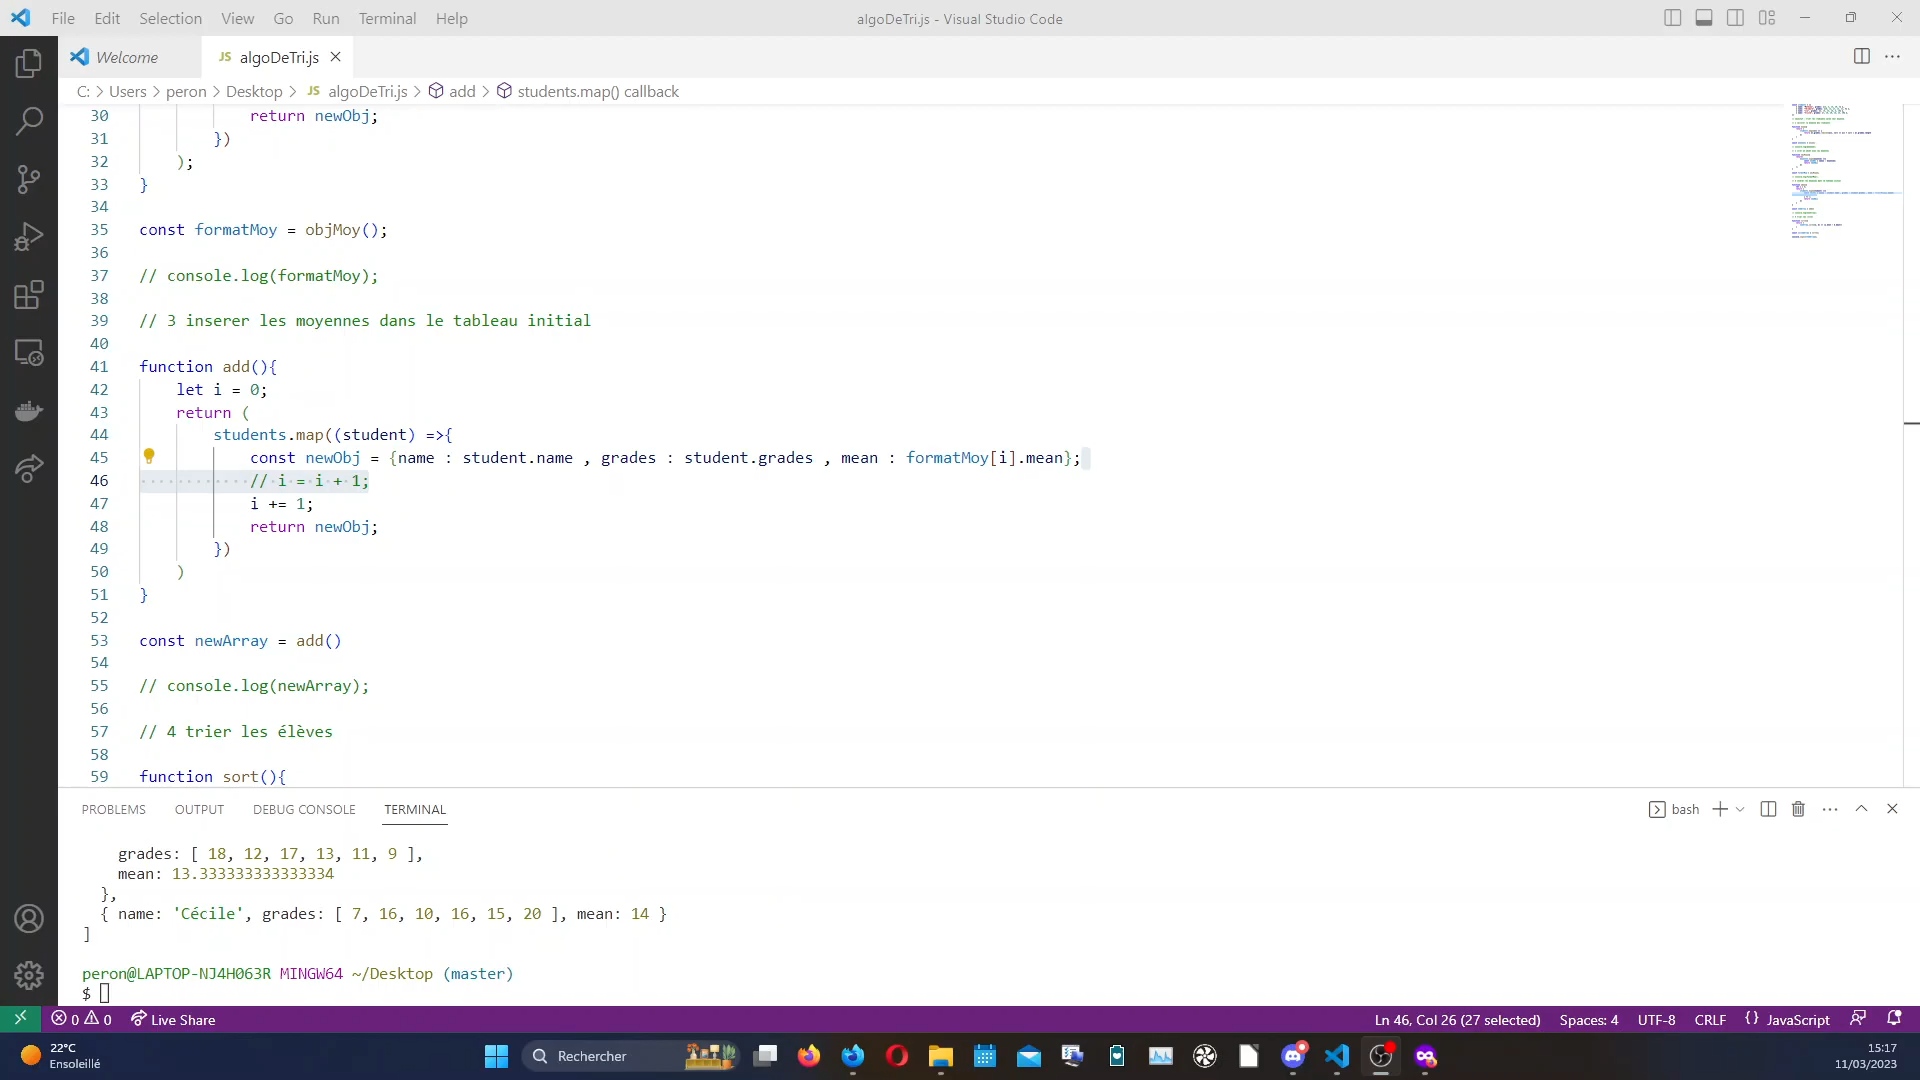 File Edit Selection View Go Run Terminal Help
algoDeTri.js - Visual Studio Code
Welcome
JS algoDeTri.js
C: > Users > peron > Desktop > JS algoDeTri.js > add > students.map() callback
30 return newObj;
31 })
32 );
33 }
34
35 const formatMoy = objMoy();
36
37 // console.log(formatMoy);
38
39 // 3 inserer les moyennes dans le tableau initial
40
41 function add(){
42 let i = 0;
43 return (
44 students.map((student) =>{
45 const newObj = {name : student.name , grades : student.grades , mean : formatMoy[i].mean};
46 // i = i + 1;
47 i += 1;
48 return newObj;
49 })
50 )
51 }
52
53 const newArray = add()
54
55 // console.log(newArray);
56
57 // 4 trier les élèves
58
59 function sort(){
PROBLEMS OUTPUT DEBUG CONSOLE TERMINAL
bash
grades: [ 18, 12, 17, 13, 11, 9 ],
mean: 13.333333333333334
},
{ name: 'Cécile', grades: [ 7, 16, 10, 16, 15, 20 ], mean: 14 }
]
peron@LAPTOP-NJ4H063R MINGW64 ~/Desktop (master)
$
0 0 Live Share
Ln 46, Col 26 (27 selected) Spaces: 4 UTF-8 CRLF {} JavaScript
22°C
Ensoleillé
Rechercher
15:17
11/03/2023